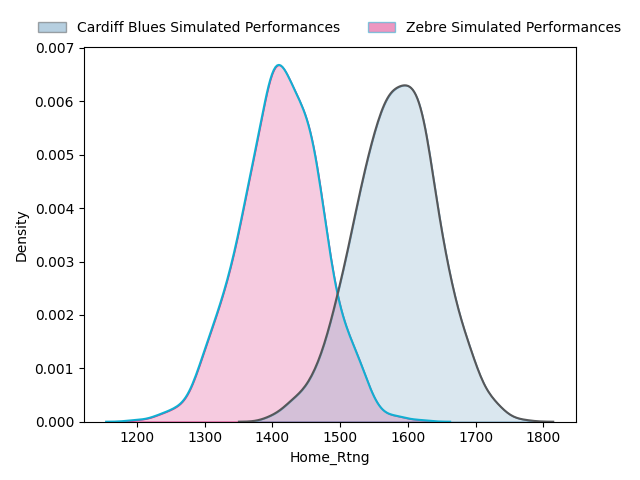 Cardiff Blues Simulated Performances Zebre Simulated Performances
0.007
0.006
0.005
0.004
0.003
0.002
0.001
0.000
Density
1200 1300 1400 1500 1600 1700 1800
Home_Rtng